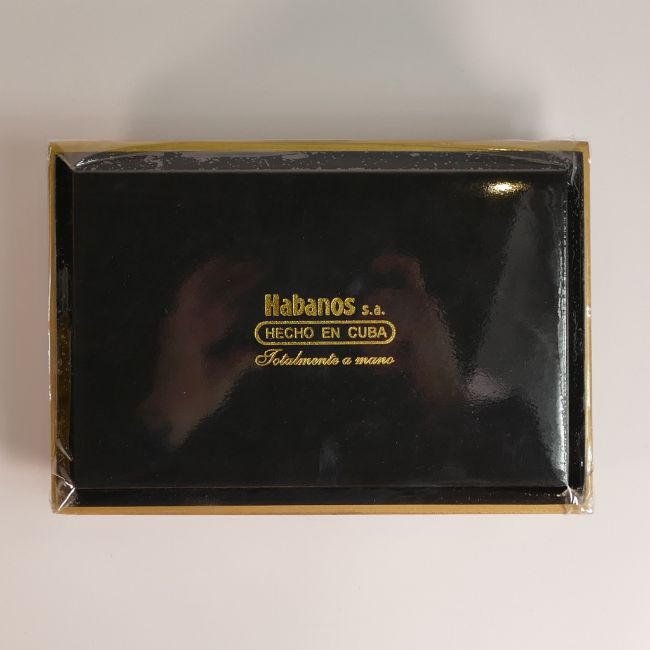 Habanos s.a.
HECHO EN CUBA
Totalmente a mano